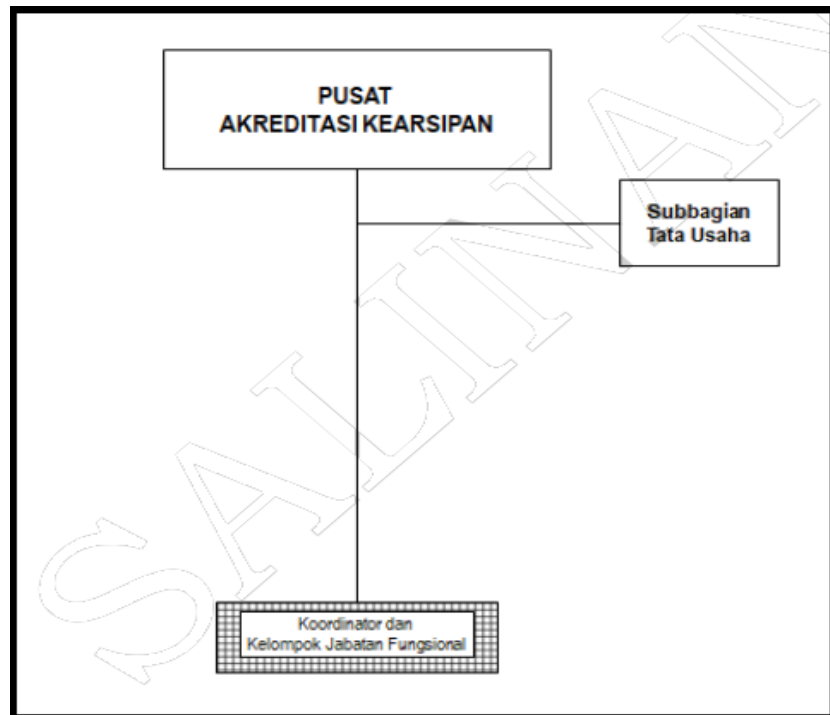 PUSAT
AKREDITASI KEARSIPAN
Subbagian
Tata Usaha
Koordinator dan
Kelompok Jabatan Fungsional
SALINAN